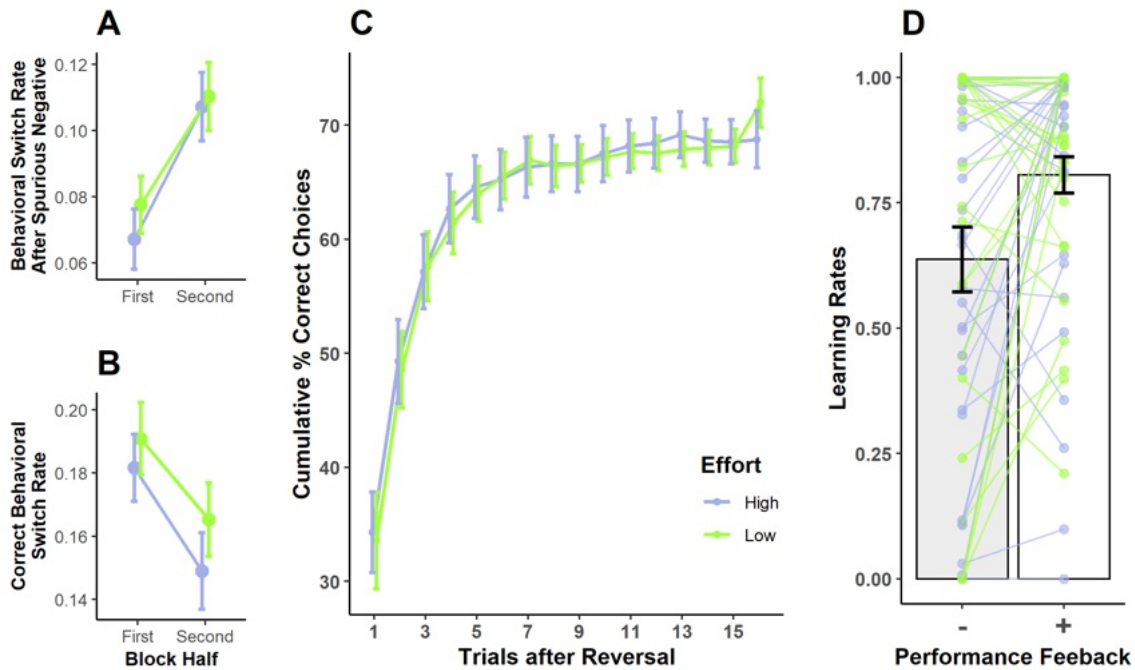 A
Behavioral Switch Rate
After Spurious Negative
0.12
0.10
0.08
0.06
First Second
B
Correct Behavioral
Switch Rate
0.20
0.18
0.16
0.14
First Second
Block Half
C
Cumulative % Correct Choices
70
60
50
40
30
1 3 5 7 9 11 13 15
Trials after Reversal
Effort
High
Low
D
Learning Rates
1.00
0.75
0.50
0.25
0.00
- +
Performance Feeback